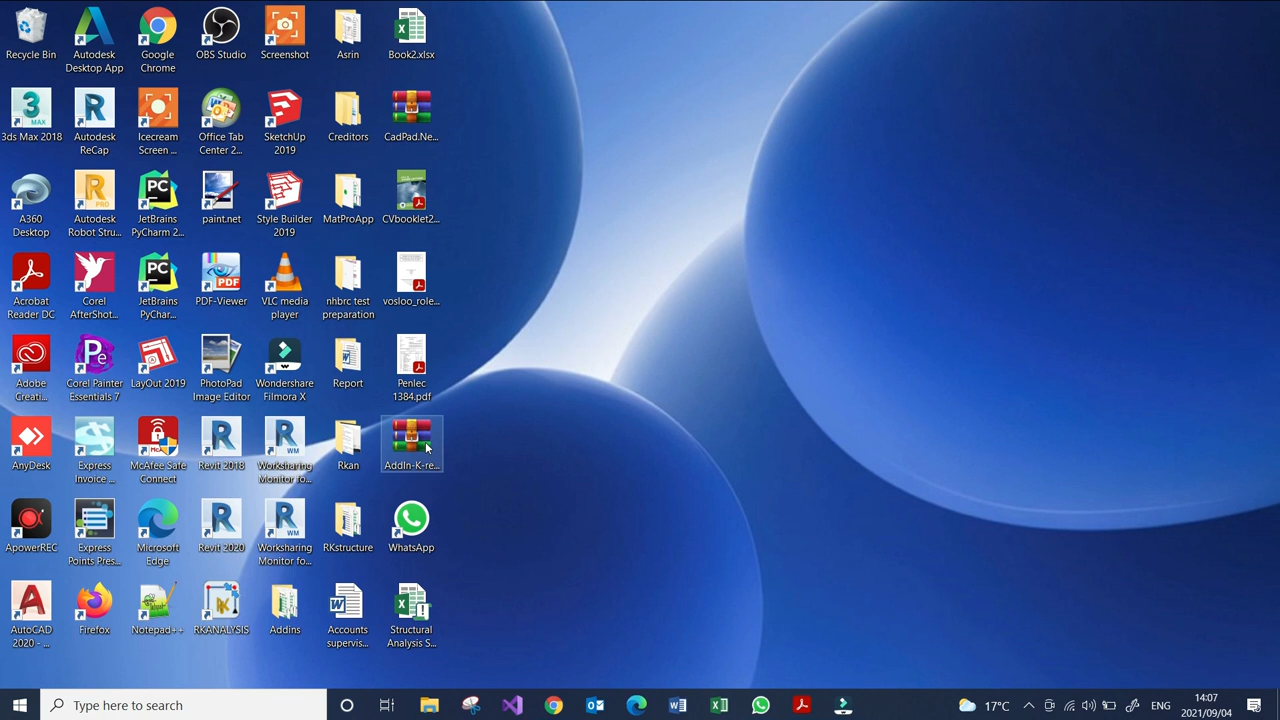 Recycle Bin
Autodesk
Desktop App
Google
Chrome
OBS Studio
Screenshot
Asrin
Book2.xlsx
3ds Max 2018
Autodesk
ReCap
Icecream
Screen ...
Office Tab
Center 2...
SketchUp
2019
Creditors
CadPad.Ne...
A360
Desktop
Autodesk
Robot Stru...
JetBrains
PyCharm 2...
paint.net
Style Builder
2019
MatProApp
CVbooklet2...
Acrobat
Reader DC
Corel
AfterShot...
JetBrains
PyChar...
PDF-Viewer
VLC media
player
nhbrc test
preparation
vosloo_role...
Adobe
Creati...
Corel Painter
Essentials 7
LayOut 2019
PhotoPad
Image Editor
Wondershare
Filmora X
Report
Penlec
1384.pdf
AnyDesk
Express
Invoice ...
McAfee Safe
Connect
Revit 2018
Worksharing
Monitor fo...
Rkan
AddIn-K-re...
ApowerREC
Express
Points Pres...
Microsoft
Edge
Revit 2020
Worksharing
Monitor fo...
RKstructure
WhatsApp
AutoCAD
2020 - ...
Firefox
Notepad++
RKANALYSIS
Addins
Accounts
supervis...
Structural
Analysis S...
Type here to search
17°C
ENG
14:07
2021/09/04